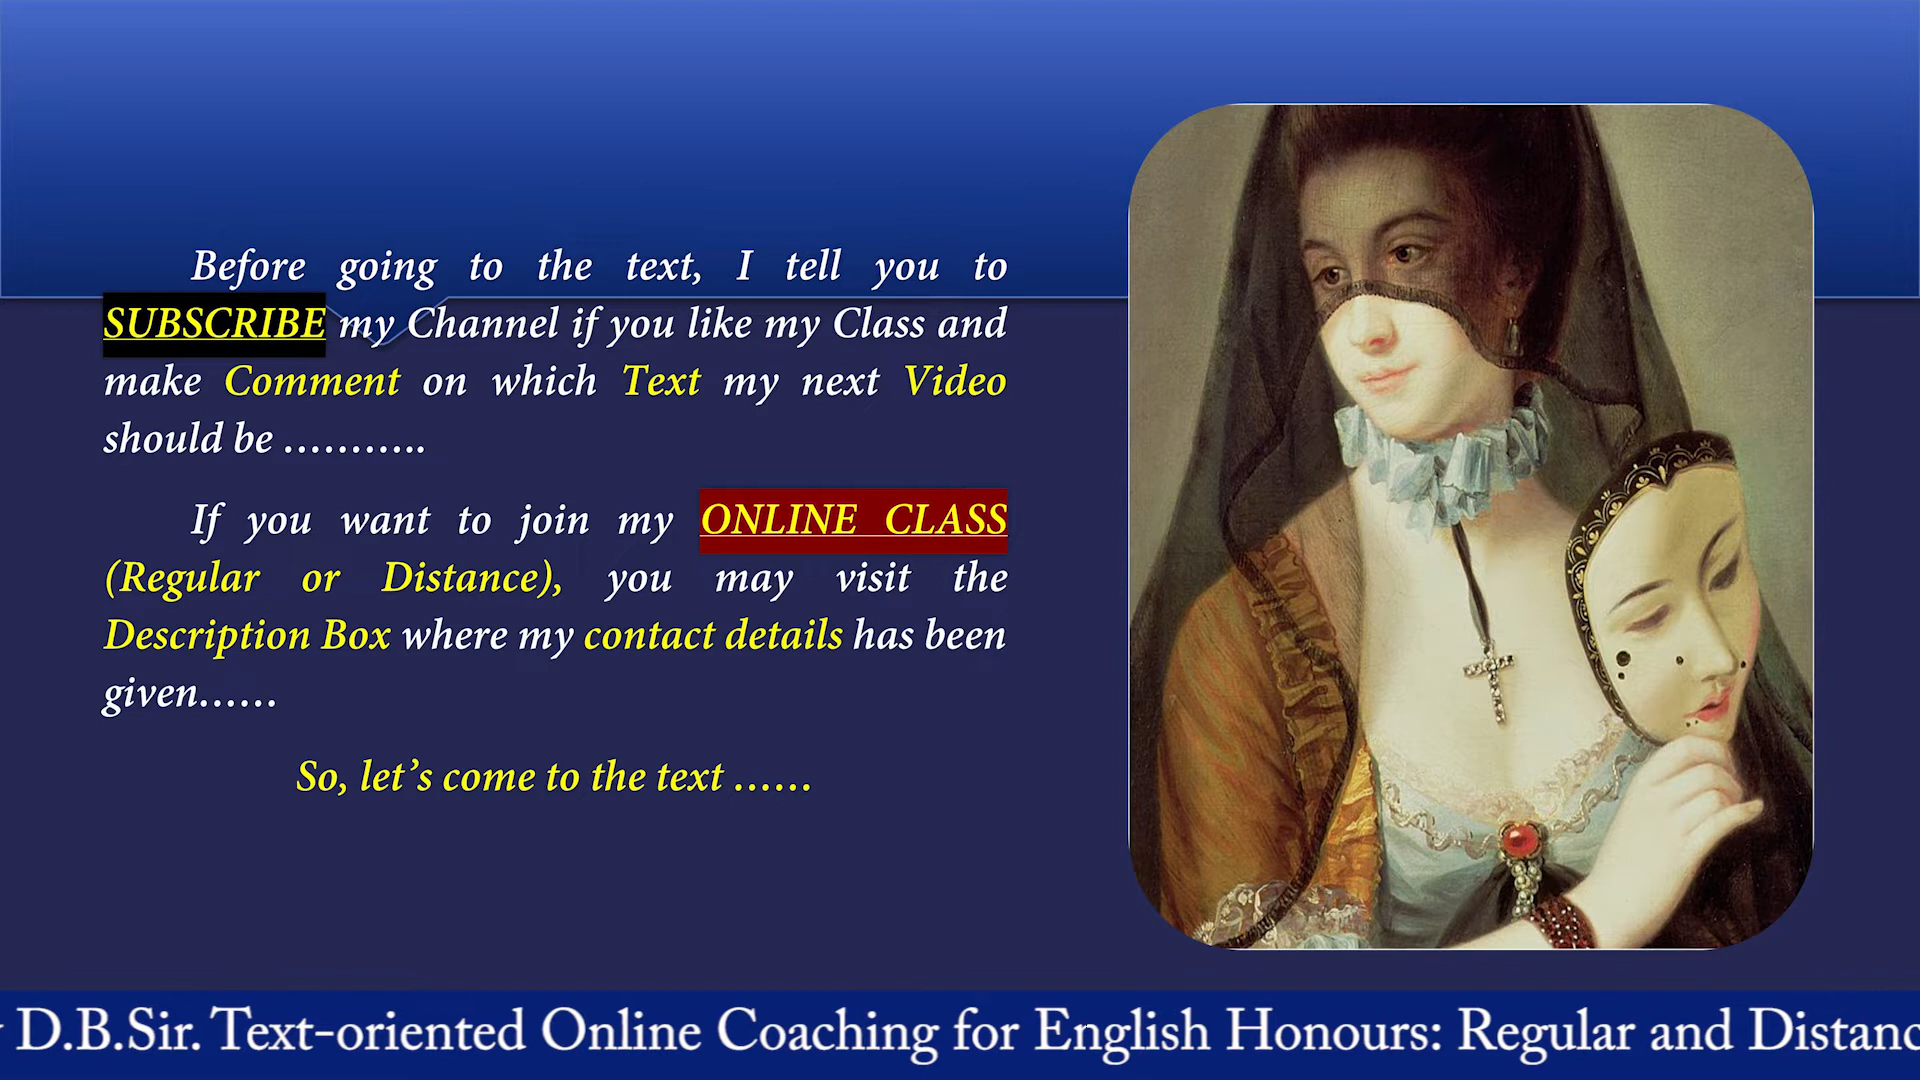 Before going to the text, I tell you to
SUBSCRIBE my Channel if you like my Class and
make Comment on which Text my next Video
should be ………..
If you want to join my ONLINE CLASS
(Regular or Distance), you may visit the
Description Box where my contact details has been
given……
So, let’s come to the text ……
D.B.Sir. Text-oriented Online Coaching for English Honours: Regular and Distanc